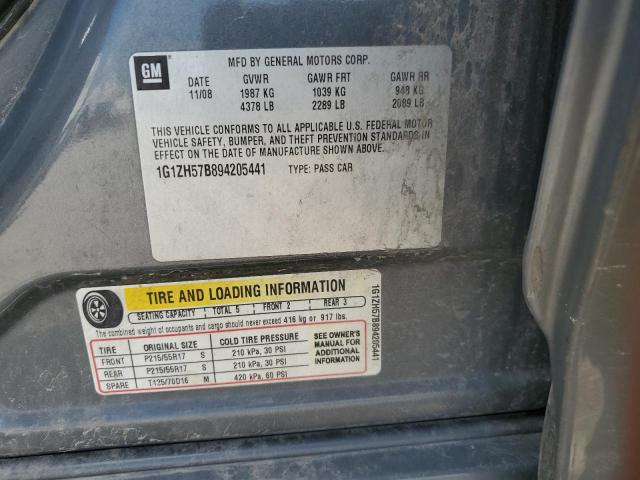 GM
MFD BY GENERAL MOTORS CORP.
DATE GVWR GAWR FRT GAWR RR
11/08 1987 KG 1039 KG 948 KG
4378 LB 2289 LB 2089 LB
THIS VEHICLE CONFORMS TO ALL APPLICABLE U.S. FEDERAL MOTOR
VEHICLE SAFETY, BUMPER, AND THEFT PREVENTION STANDARDS IN
EFFECT ON THE DATE OF MANUFACTURE SHOWN ABOVE.
1G1ZH57B894205441 TYPE: PASS CAR
TIRE AND LOADING INFORMATION
SEATING CAPACITY TOTAL 5 FRONT 2 REAR 3
The combined weight of occupants and cargo should never exceed 416 kg or 917 lbs.
TIRE ORIGINAL SIZE COLD TIRE PRESSURE
FRONT P215/55R17 S 210 kPa, 30 PSI
REAR P215/55R17 S 210 kPa, 30 PSI
SPARE T135/70D16 M 420 kPa, 60 PSI
SEE OWNER'S
MANUAL FOR
ADDITIONAL
INFORMATION
1G1ZH57B894205441